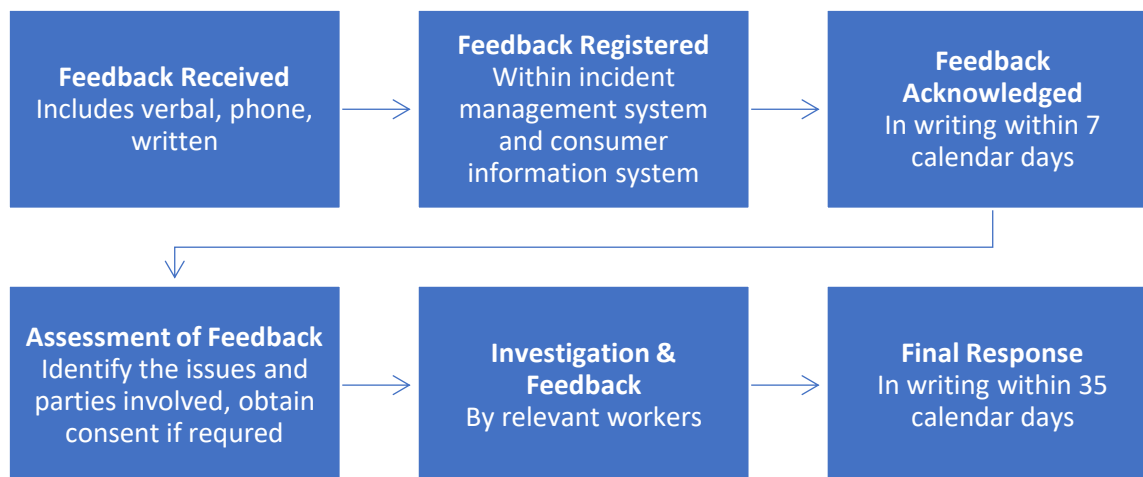 Feedback Received
Includes verbal, phone,
written
Feedback Registered
Within incident
management system
and consumer
information system
Feedback
Acknowledged
In writing within 7
calendar days
Assessment of Feedback
Identify the issues and
parties involved, obtain
consent if requred
Investigation &
Feedback
By relevant workers
Final Response
In writing within 35
calendar days